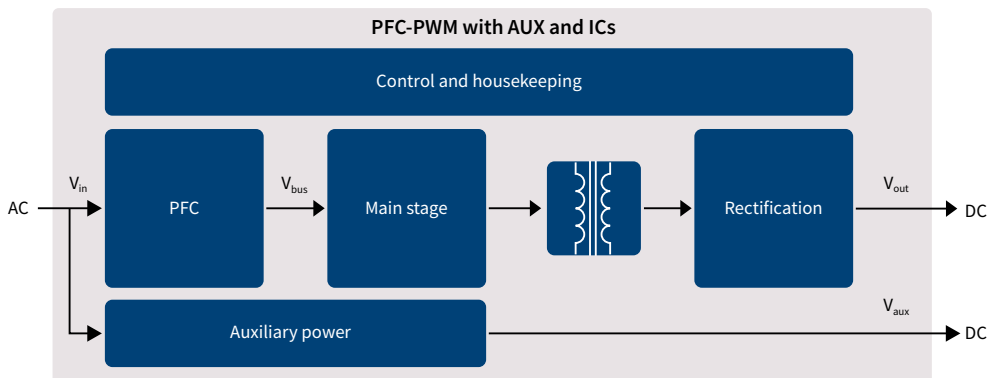 PFC-PWM with AUX and ICs
Control and housekeeping
AC
Vin
PFC
Vbus
Main stage
Rectification
Vout
DC
Auxiliary power
Vaux
DC